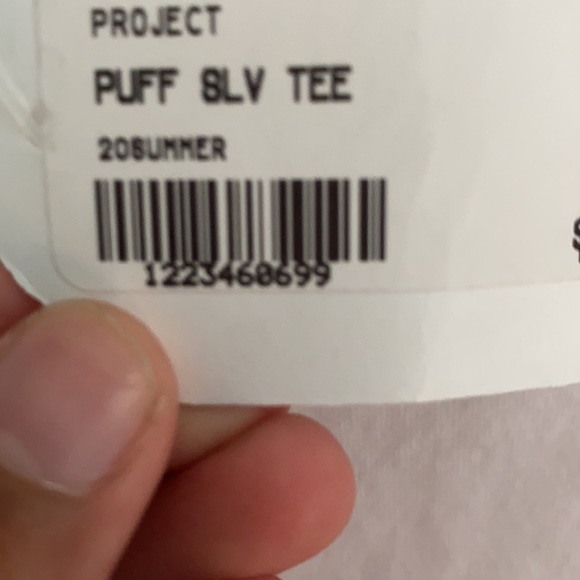 PROJECT
PUFF SLV TEE
20SUMMER
1223460699
$